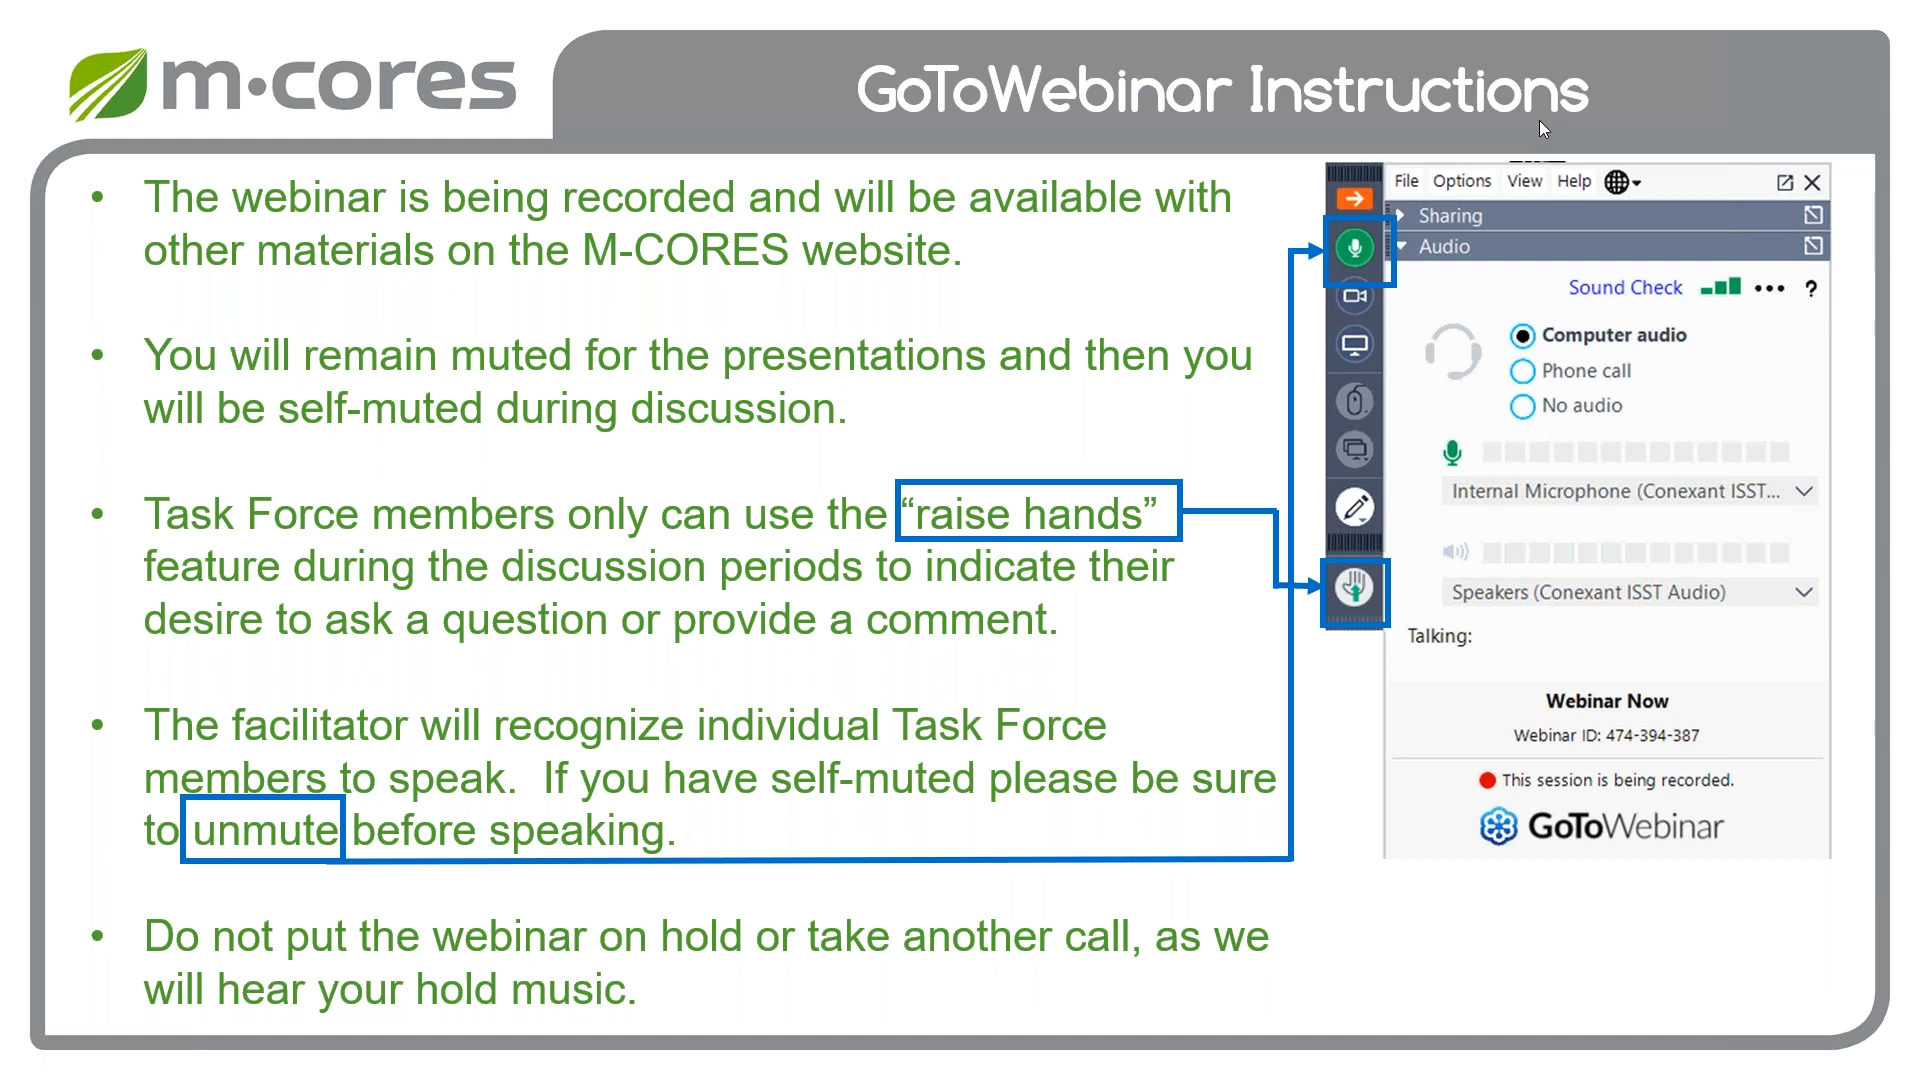 m·cores
GoToWebinar Instructions
• The webinar is being recorded and will be available with
other materials on the M-CORES website.
• You will remain muted for the presentations and then you
will be self-muted during discussion.
• Task Force members only can use the “raise hands”
feature during the discussion periods to indicate their
desire to ask a question or provide a comment.
• The facilitator will recognize individual Task Force
members to speak.  If you have self-muted please be sure
to unmute before speaking.
• Do not put the webinar on hold or take another call, as we
will hear your hold music.
File Options View Help
Sharing
Audio
Sound Check ?
Computer audio
Phone call
No audio
Internal Microphone (Conexant ISST...
Speakers (Conexant ISST Audio)
Talking:
Webinar Now
Webinar ID: 474-394-387
This session is being recorded.
GoToWebinar